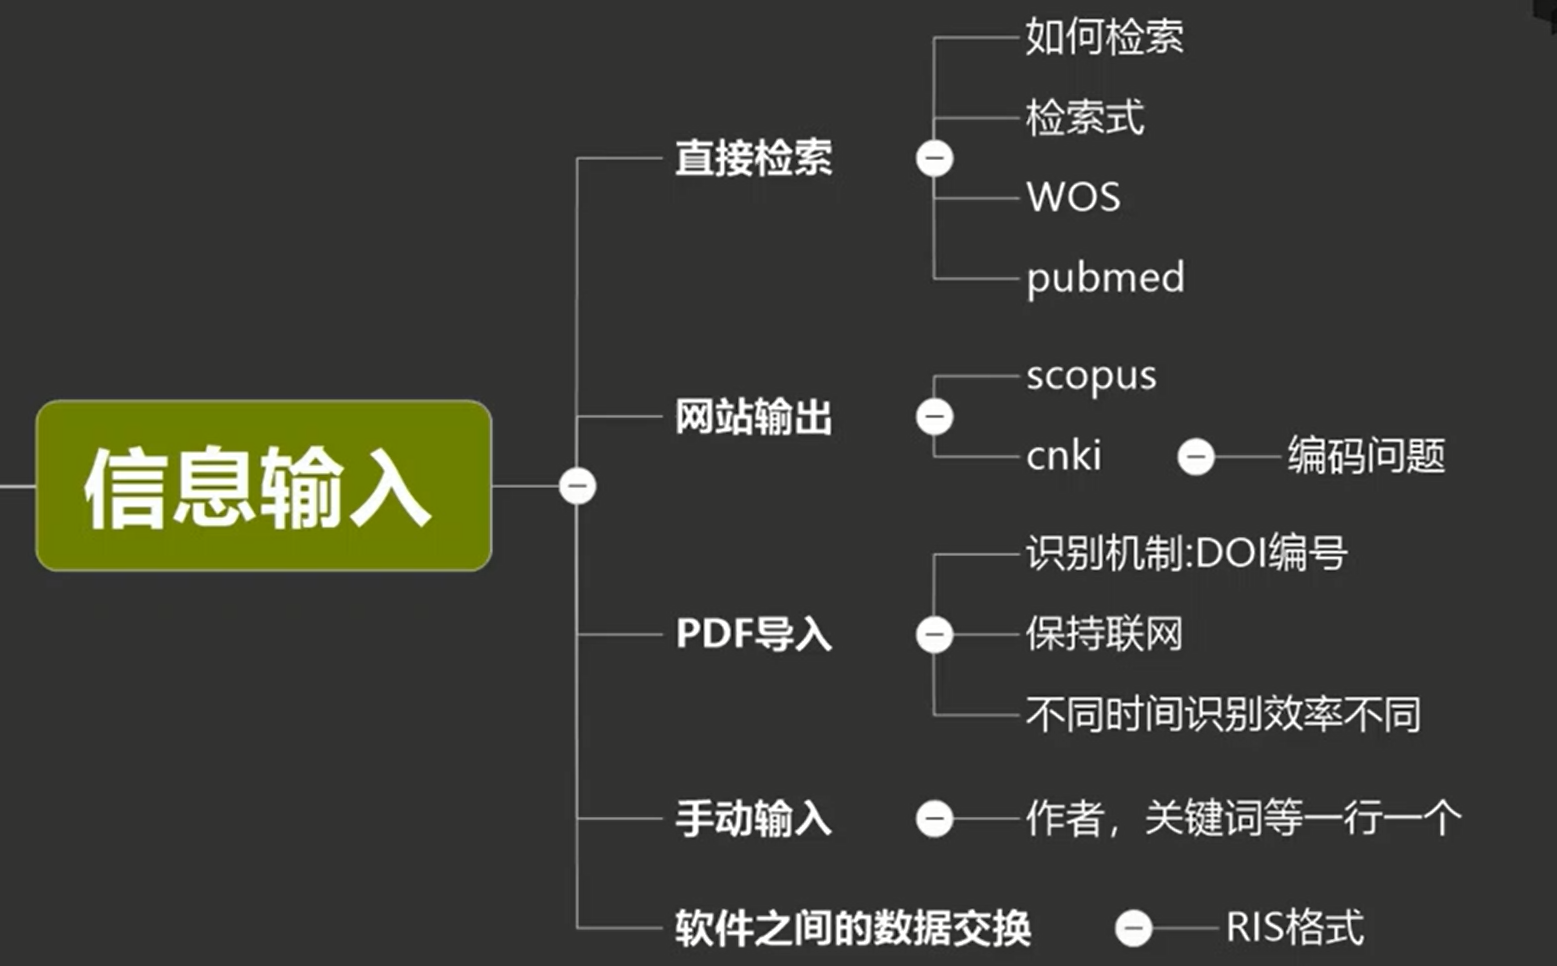 信息输入
直接检索
如何检索
检索式
WOS
pubmed
网站输出
scopus
cnki
编码问题
PDF导入
识别机制:DOI编号
保持联网
不同时间识别效率不同
手动输入
作者，关键词等一行一个
软件之间的数据交换
RIS格式